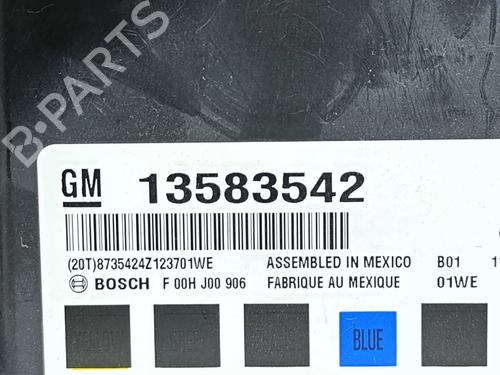 B-PARTS
GM 13583542
(20T)8735424Z123701WE ASSEMBLED IN MEXICO B01
BOSCH F 00H J00 906 FABRIQUE AU MEXIQUE 01WE
BLUE